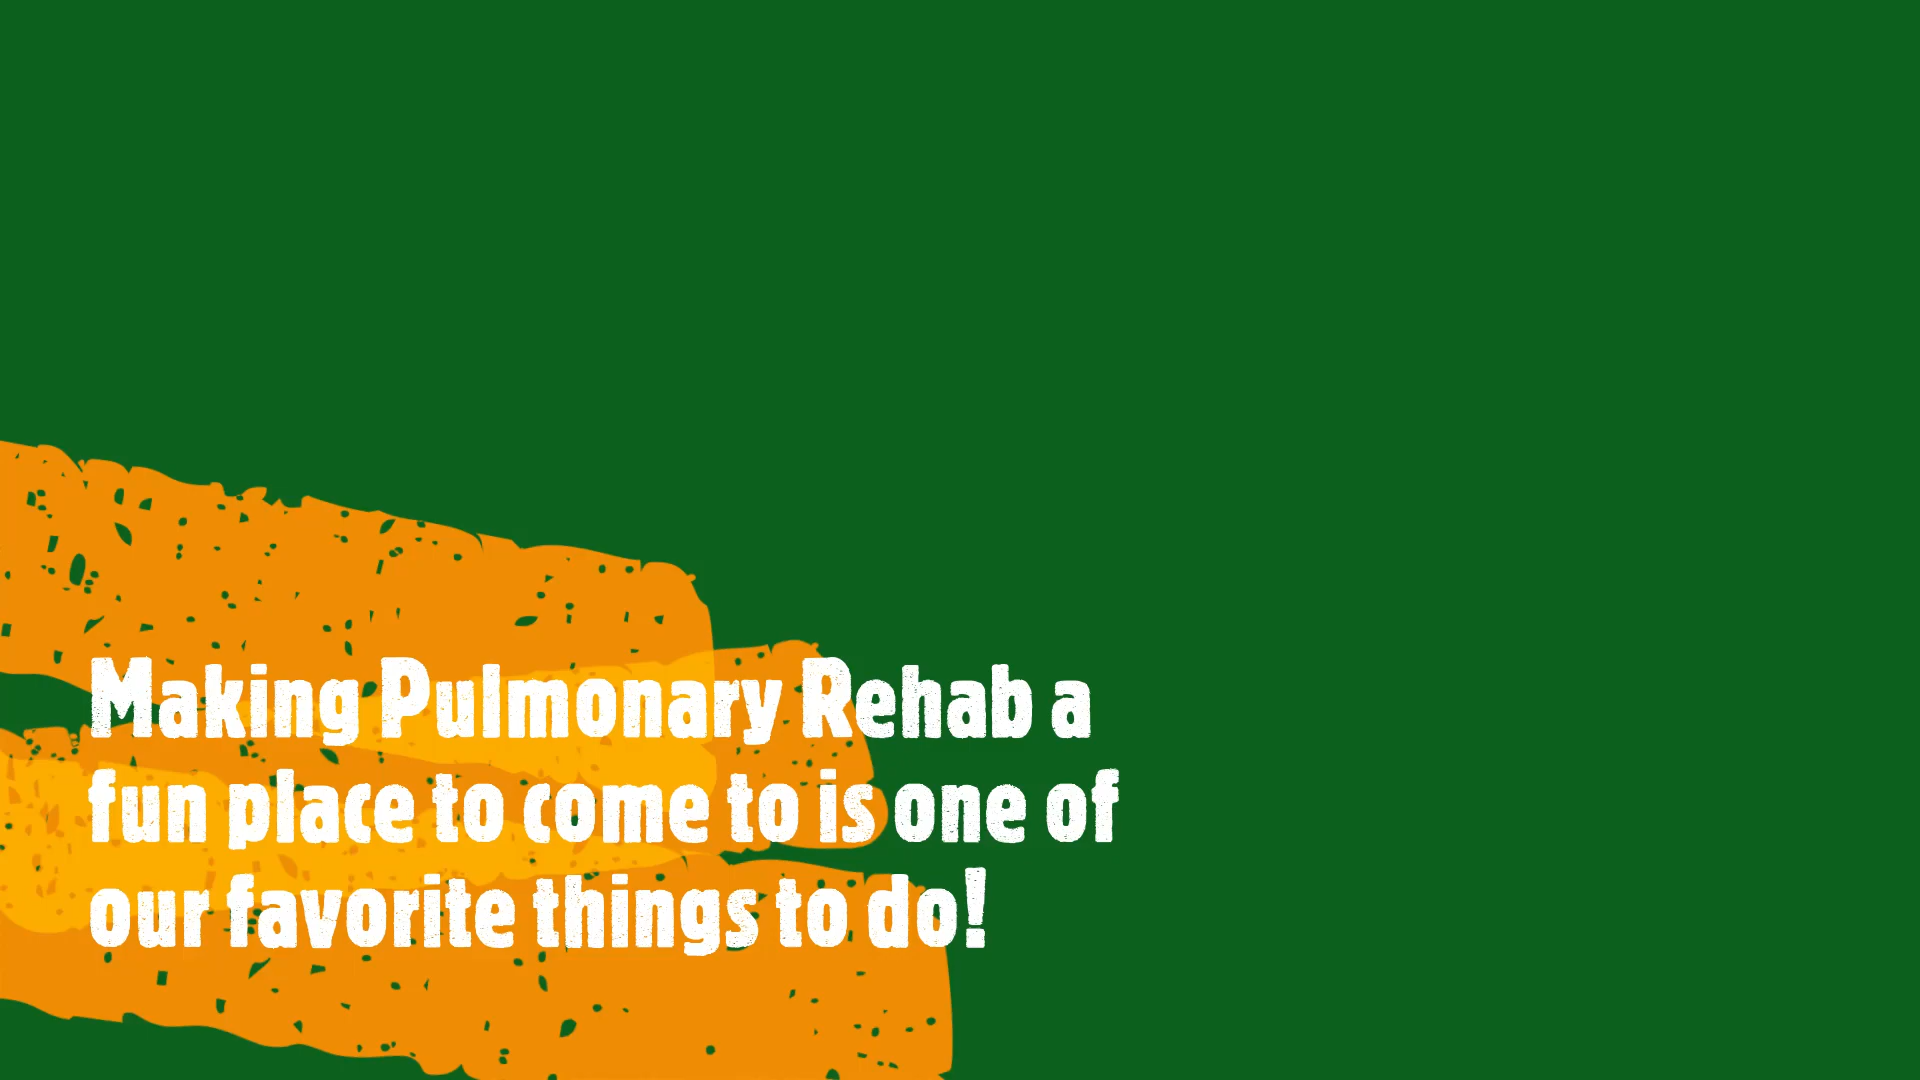 Making Pulmonary Rehab a
fun place to come to is one of
our favorite things to do!